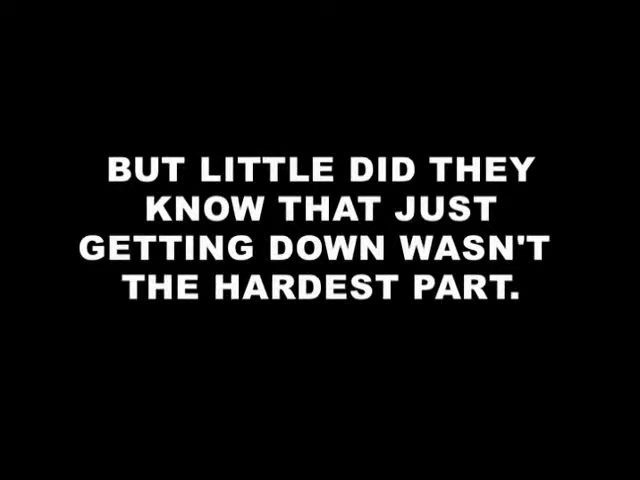 BUT LITTLE DID THEY
KNOW THAT JUST
GETTING DOWN WASN'T
THE HARDEST PART.